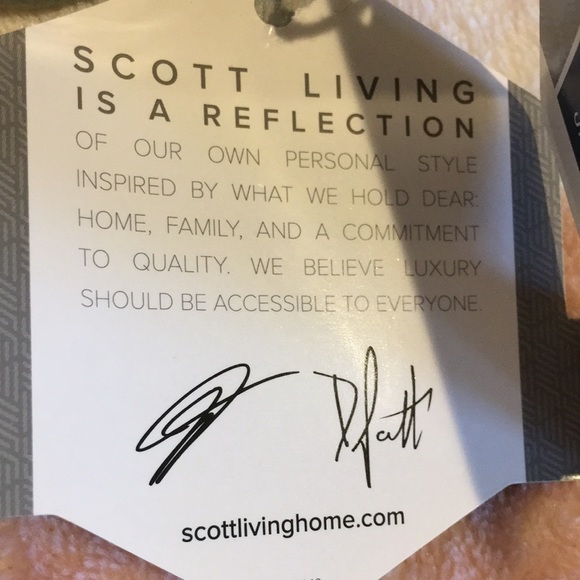 SCOTT LIVING
IS A REFLECTION
OF OUR OWN PERSONAL STYLE
INSPIRED BY WHAT WE HOLD DEAR:
HOME, FAMILY, AND A COMMITMENT
TO QUALITY. WE BELIEVE LUXURY
SHOULD BE ACCESSIBLE TO EVERYONE.
scottlivinghome.com